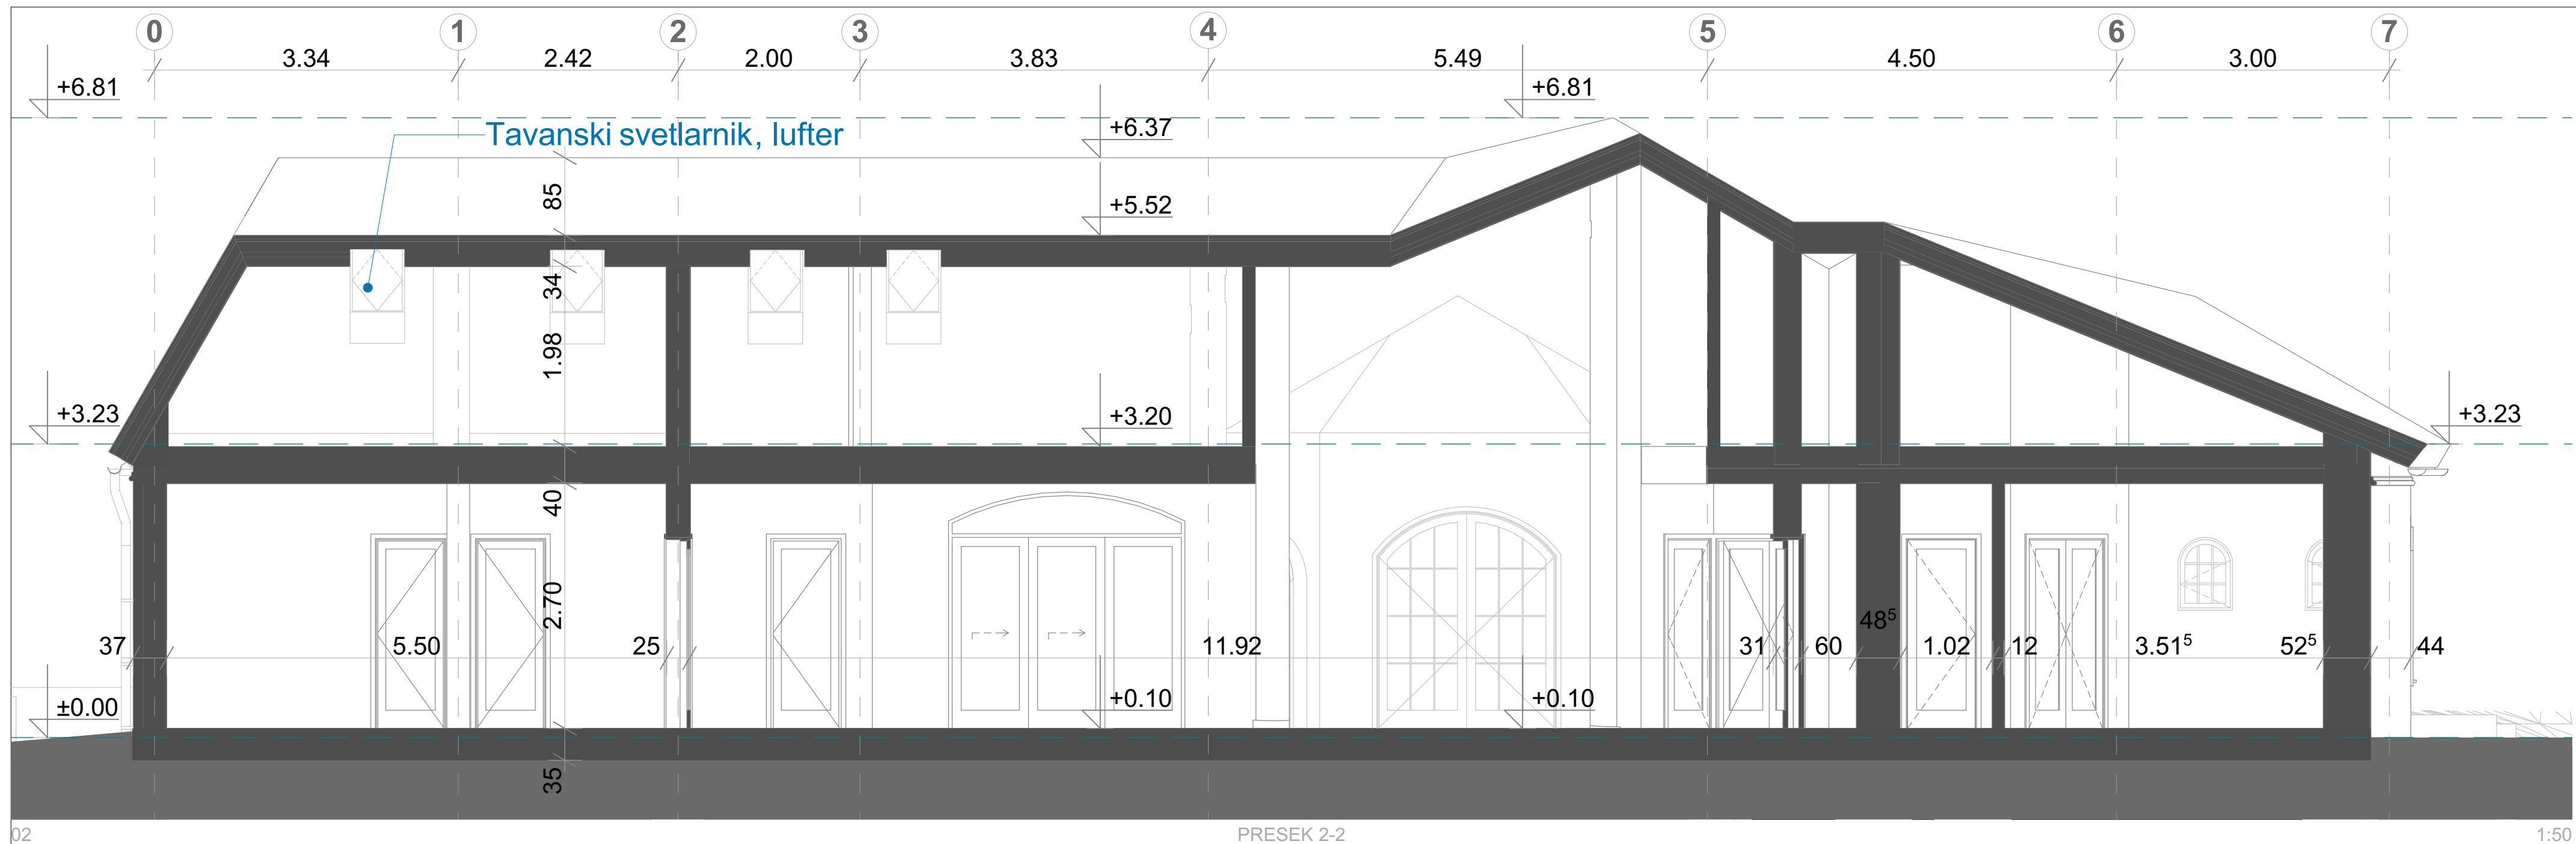 0 1 2 3 4 5 6 7
3.34 2.42 2.00 3.83 5.49 4.50 3.00
+6.81 +6.81
Tavanski svetlarnik, lufter
+6.37
85
+5.52
34
1.98
+3.23 +3.20 +3.23
40
2.70
48⁵
37 5.50 25 11.92 31 60 1.02 12 3.51⁵ 52⁵ 44
±0.00 +0.10 +0.10
35
02 PRESEK 2-2 1:50